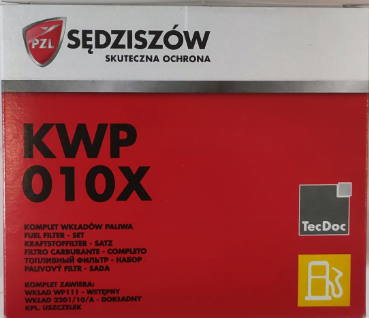 PZL
SĘDZISZÓW
SKUTECZNA OCHRONA
KWP
010X
KOMPLET WKŁADÓW PALIWA
FUEL FILTER - SET
KRAFTSTOFFILTER - SATZ
FILTRO CARBURANTE - COMPLETO
ТОПЛИВНЫЙ ФИЛЬТР - НАБОР
PALIVOVÝ FILTR - SADA
TecDoc
KOMPLET ZAWIERA:
WKŁAD WP111 - WSTĘPNY
WKŁAD 2201/10/A - DOKŁADNY
KPL. USZCZELEK